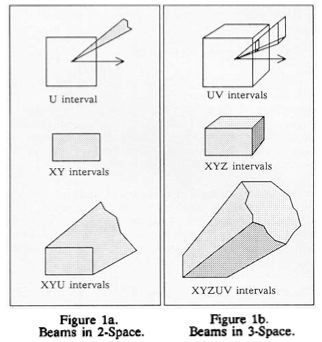 U interval
XY intervals
XYU intervals
Figure 1a.
Beams in 2-Space.
UV intervals
XYZ intervals
XYZUV intervals
Figure 1b.
Beams in 3-Space.